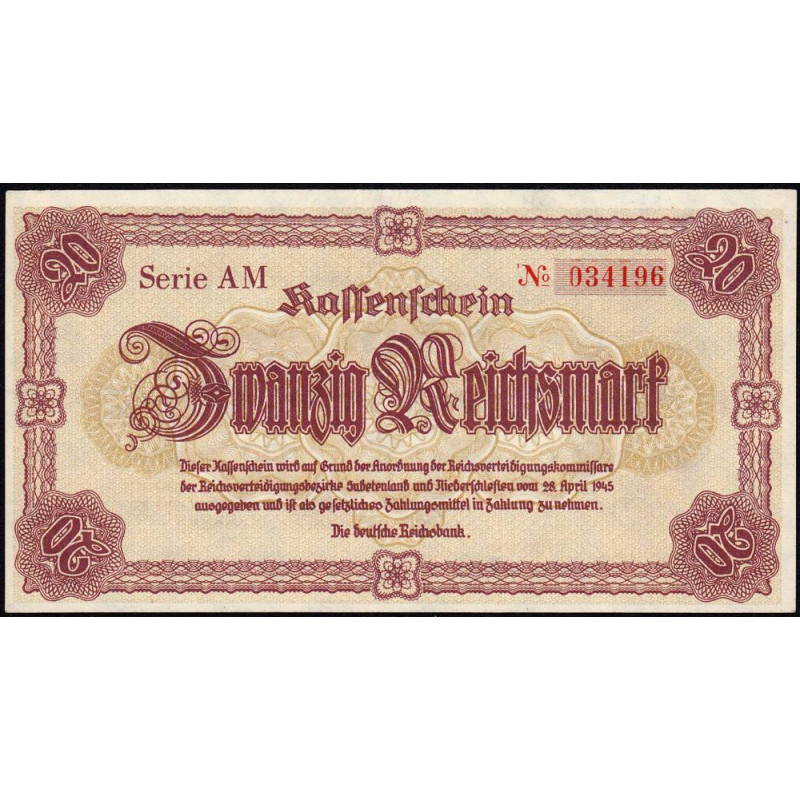 20
20
Serie AM
№ 034196
Kassenschein
Zwanzig Reichsmark
Dieser Kassenschein wird auf Grund der Anordnung der Reichsverteidigungskommissare
der Reichsverteidigungsbezirke Sudetenland und Niederschlesien vom 28. April 1945
ausgegeben und ist als gesetzliches Zahlungsmittel in Zahlung zu nehmen.
Die deutsche Reichsbank.
20
20